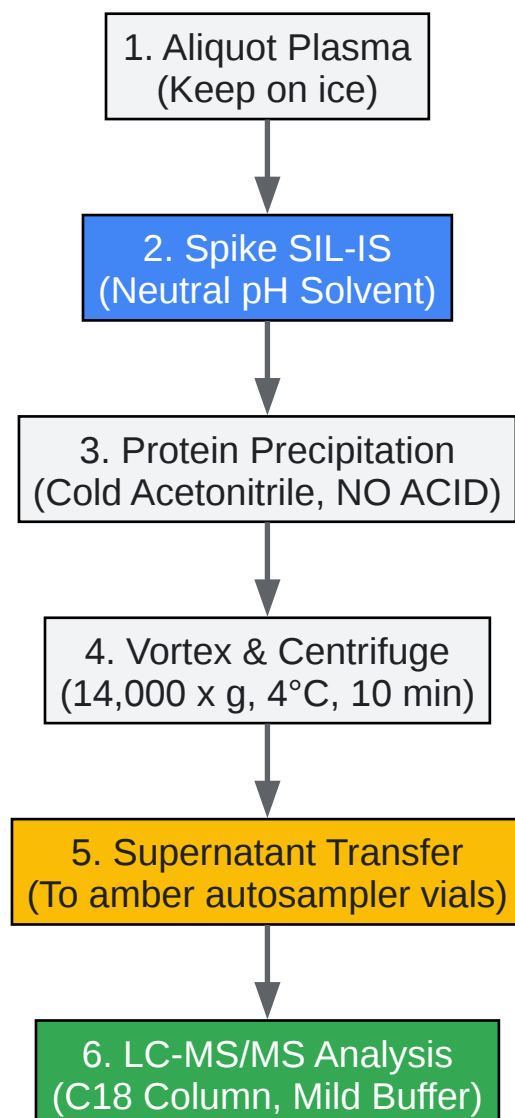 1. Aliquot Plasma
(Keep on ice)
2. Spike SIL-IS
(Neutral pH Solvent)
3. Protein Precipitation
(Cold Acetonitrile, NO ACID)
4. Vortex & Centrifuge
(14,000 x g, 4°C, 10 min)
5. Supernatant Transfer
(To amber autosampler vials)
6. LC-MS/MS Analysis
(C18 Column, Mild Buffer)